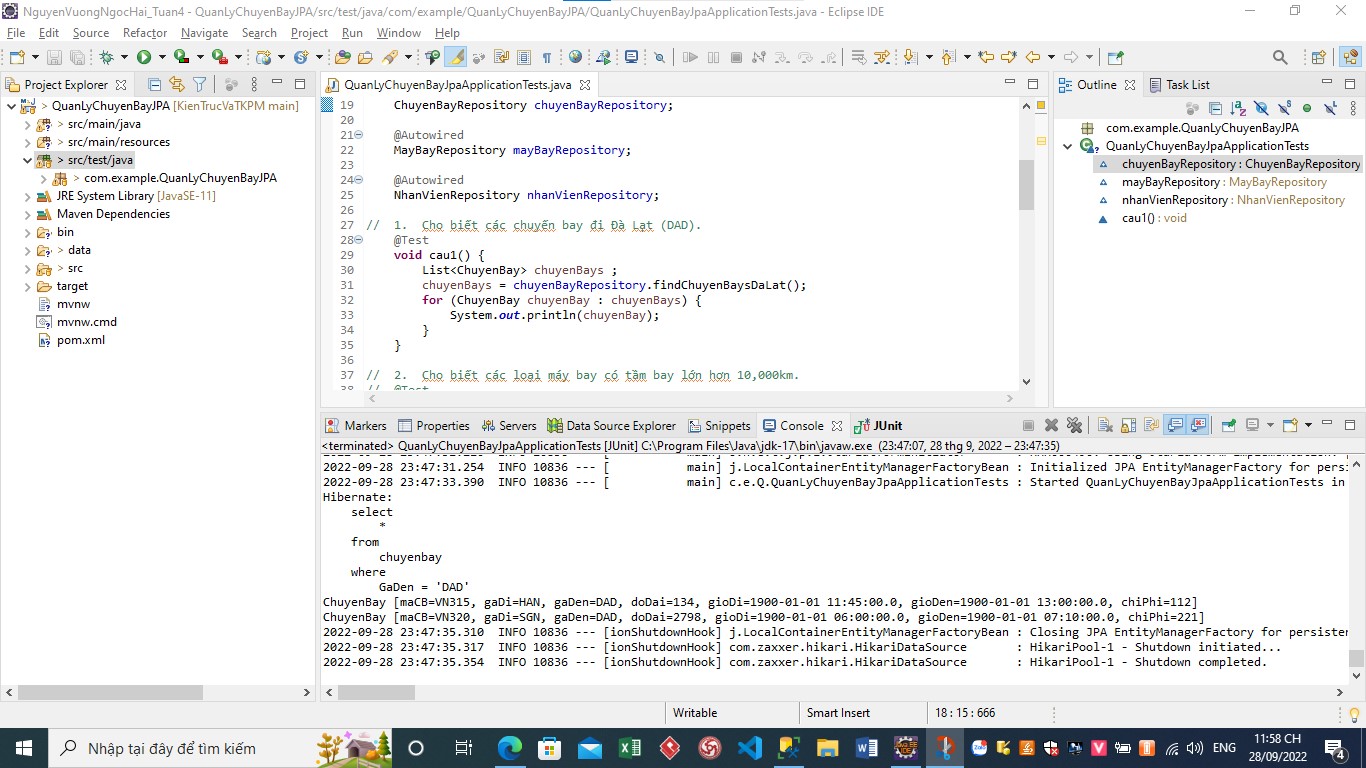 NguyenVuongNgocHai_Tuan4 - QuanLyChuyenBay/src/test/java/com/example/QuanLyChuyenBayJPA/QuanLyChuyenBayJpaApplicationTests.java - Eclipse IDE
File Edit Source Refactor Navigate Search Project Run Window Help
Project Explorer
QuanLyChuyenBayJpaApplicationTests.java
Outline Task List
> QuanLyChuyenBayJPA [KienTrucVaTKPM main]
> src/main/java
> src/main/resources
> src/test/java
> com.example.QuanLyChuyenBayJPA
JRE System Library [JavaSE-11]
Maven Dependencies
bin
> data
> src
target
mvnw
mvnw.cmd
pom.xml
19 ChuyenBayRepository chuyenBayRepository;
20
21 @Autowired
22 MayBayRepository mayBayRepository;
23
24 @Autowired
25 NhanVienRepository nhanVienRepository;
26
27 // 1. Cho biết các chuyến bay đi Đà Lạt (DAD).
28 @Test
29 void cau1() {
30 List<ChuyenBay> chuyenBays ;
31 chuyenBays = chuyenBayRepository.findChuyenBaysDaLat();
32 for (ChuyenBay chuyenBay : chuyenBays) {
33 System.out.println(chuyenBay);
34 }
35 }
36
37 // 2. Cho biết các loại máy bay có tầm bay lớn hơn 10,000km.
38 // @Test
com.example.QuanLyChuyenBayJPA
QuanLyChuyenBayJpaApplicationTests
chuyenBayRepository : ChuyenBayRepository
mayBayRepository : MayBayRepository
nhanVienRepository : NhanVienRepository
cau1() : void
Markers Properties Servers Data Source Explorer Snippets Console JUnit
<terminated> QuanLyChuyenBayJpaApplicationTests [JUnit] C:\Program Files\Java\jdk-17\bin\javaw.exe (23:47:07, 28 thg 9, 2022 – 23:47:35)
2022-09-28 23:47:31.254 INFO 10836 --- [ main] j.LocalContainerEntityManagerFactoryBean : Initialized JPA EntityManagerFactory for persi
2022-09-28 23:47:33.390 INFO 10836 --- [ main] c.e.Q.QuanLyChuyenBayJpaApplicationTests : Started QuanLyChuyenBayJpaApplicationTests in
Hibernate:
select
*
from
chuyenbay
where
GaDen = 'DAD'
ChuyenBay [maCB=VN315, gaDi=HAN, gaDen=DAD, doDai=134, gioDi=1900-01-01 11:45:00.0, gioDen=1900-01-01 13:00:00.0, chiPhi=112]
ChuyenBay [maCB=VN320, gaDi=SGN, gaDen=DAD, doDai=2798, gioDi=1900-01-01 06:00:00.0, gioDen=1900-01-01 07:10:00.0, chiPhi=221]
2022-09-28 23:47:35.310 INFO 10836 --- [ionShutdownHook] j.LocalContainerEntityManagerFactoryBean : Closing JPA EntityManagerFactory for persister
2022-09-28 23:47:35.317 INFO 10836 --- [ionShutdownHook] com.zaxxer.hikari.HikariDataSource : HikariPool-1 - Shutdown initiated...
2022-09-28 23:47:35.354 INFO 10836 --- [ionShutdownHook] com.zaxxer.hikari.HikariDataSource : HikariPool-1 - Shutdown completed.
Writable Smart Insert 18 : 15 : 666
Nhập tại đây để tìm kiếm
ENG
11:58 CH
28/09/2022
4